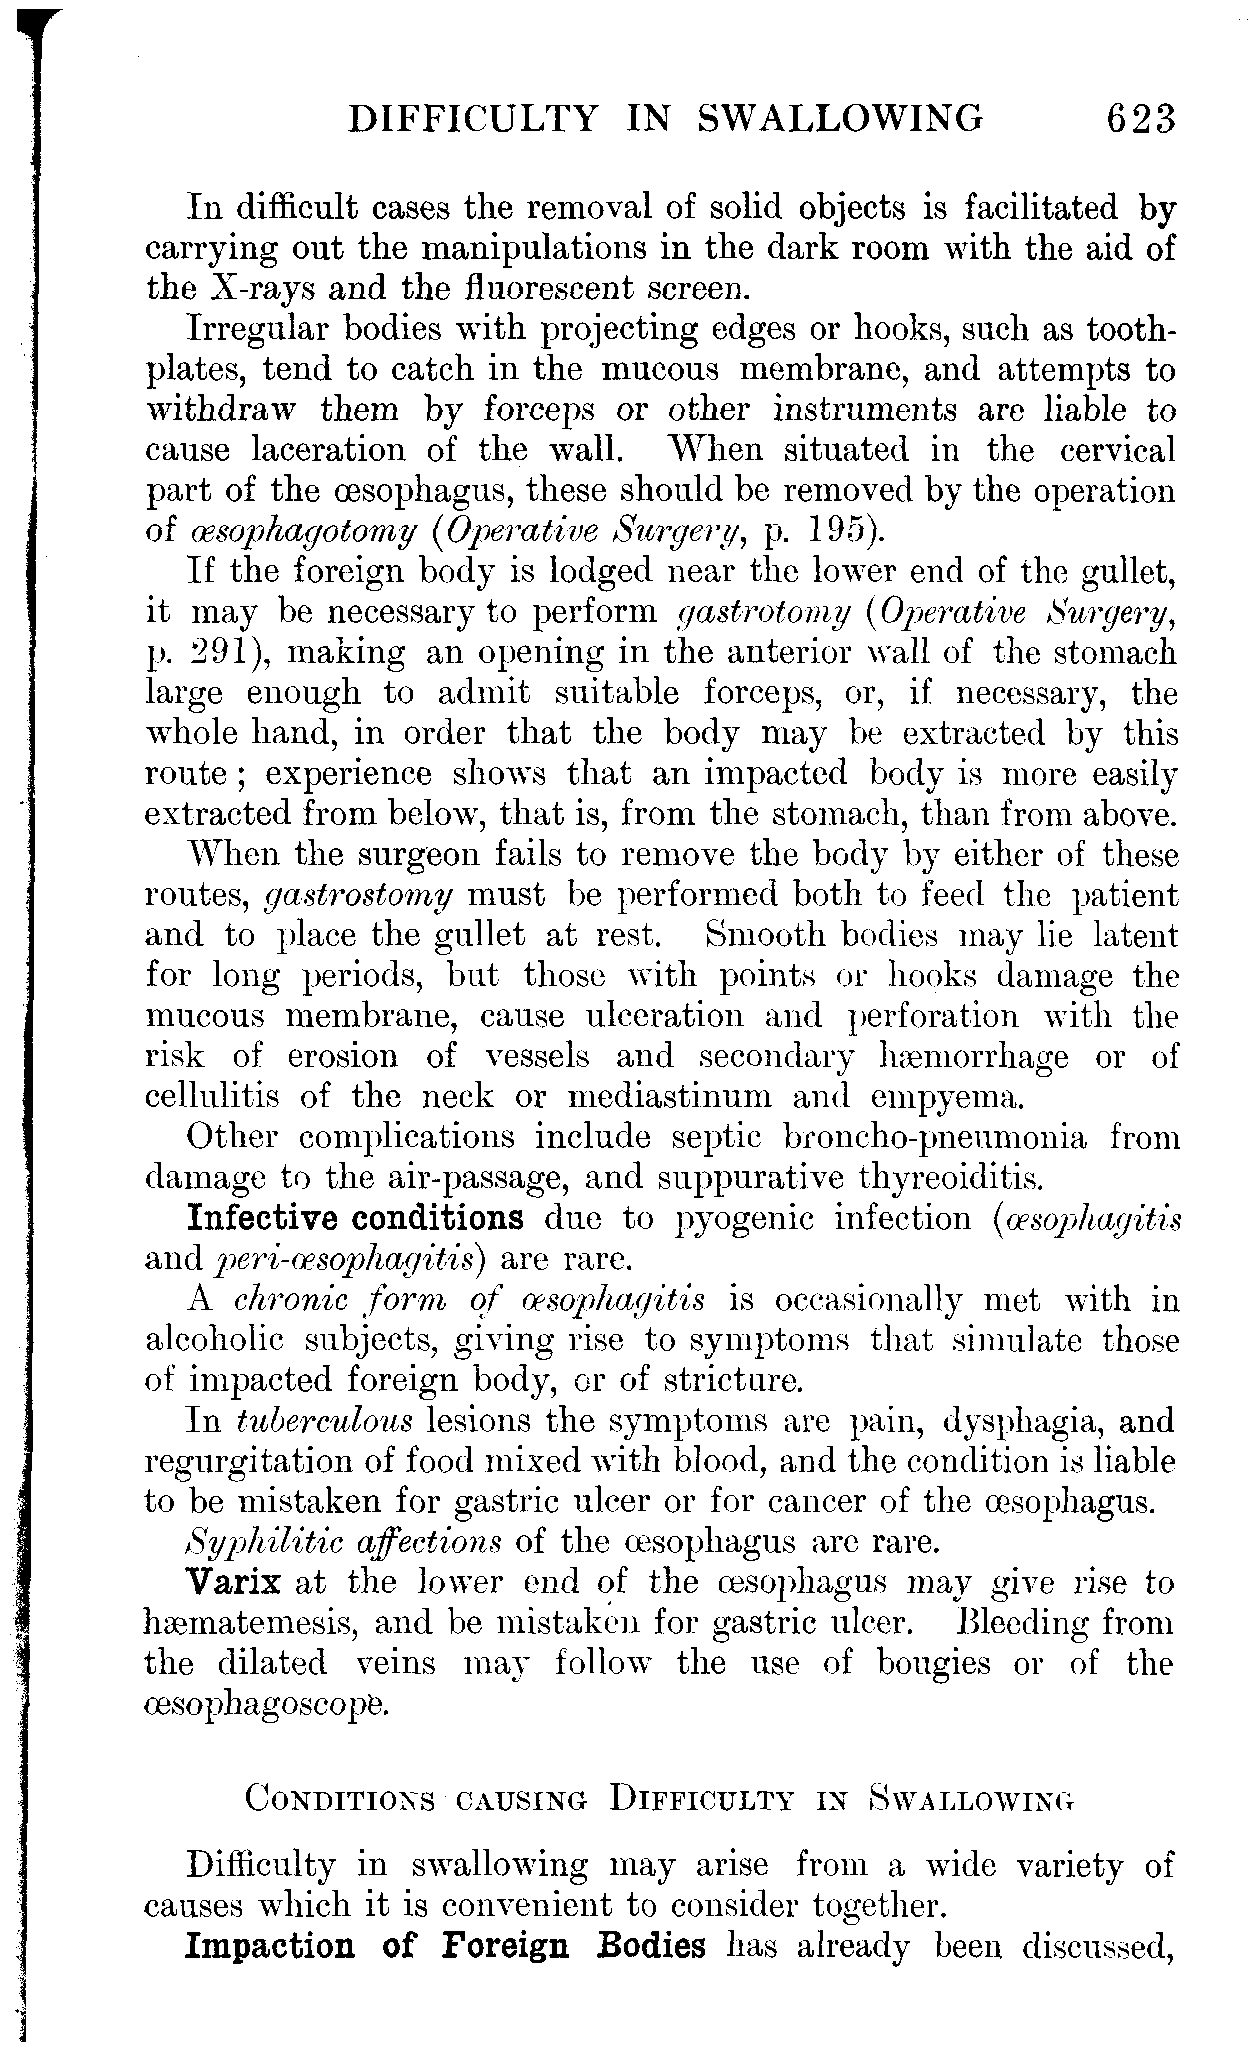 DIFFICULTY IN SWALLOWING 623
In difficult cases the removal of solid objects is facilitated by
carrying out the manipulations in the dark room with the aid of
the X-rays and the fluorescent screen.
Irregular bodies with projecting edges or hooks, such as tooth-
plates, tend to catch in the mucous membrane, and attempts to
withdraw them by forceps or other instruments are liable to
cause laceration of the wall. When situated in the cervical
part of the œsophagus, these should be removed by the operation
of œsophagotomy (Operative Surgery, p. 195).
If the foreign body is lodged near the lower end of the gullet,
it may be necessary to perform gastrotomy (Operative Surgery,
p. 291), making an opening in the anterior wall of the stomach
large enough to admit suitable forceps, or, if necessary, the
whole hand, in order that the body may be extracted by this
route ; experience shows that an impacted body is more easily
extracted from below, that is, from the stomach, than from above.
When the surgeon fails to remove the body by either of these
routes, gastrostomy must be performed both to feed the patient
and to place the gullet at rest. Smooth bodies may lie latent
for long periods, but those with points or hooks damage the
mucous membrane, cause ulceration and perforation with the
risk of erosion of vessels and secondary hæmorrhage or of
cellulitis of the neck or mediastinum and empyema.
Other complications include septic broncho-pneumonia from
damage to the air-passage, and suppurative thyreoiditis.
Infective conditions due to pyogenic infection (œsophagitis
and peri-œsophagitis) are rare.
A chronic form of œsophagitis is occasionally met with in
alcoholic subjects, giving rise to symptoms that simulate those
of impacted foreign body, or of stricture.
In tuberculous lesions the symptoms are pain, dysphagia, and
regurgitation of food mixed with blood, and the condition is liable
to be mistaken for gastric ulcer or for cancer of the œsophagus.
Syphilitic affections of the œsophagus are rare.
Varix at the lower end of the œsophagus may give rise to
hæmatemesis, and be mistaken for gastric ulcer. Bleeding from
the dilated veins may follow the use of bougies or of the
œsophagoscope.
CONDITIONS CAUSING DIFFICULTY IN SWALLOWING
Difficulty in swallowing may arise from a wide variety of
causes which it is convenient to consider together.
Impaction of Foreign Bodies has already been discussed,